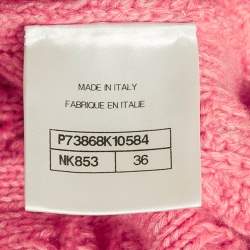 MADE IN ITALY
FABRIQUE EN ITALIE
P73868K10584
NK853 36